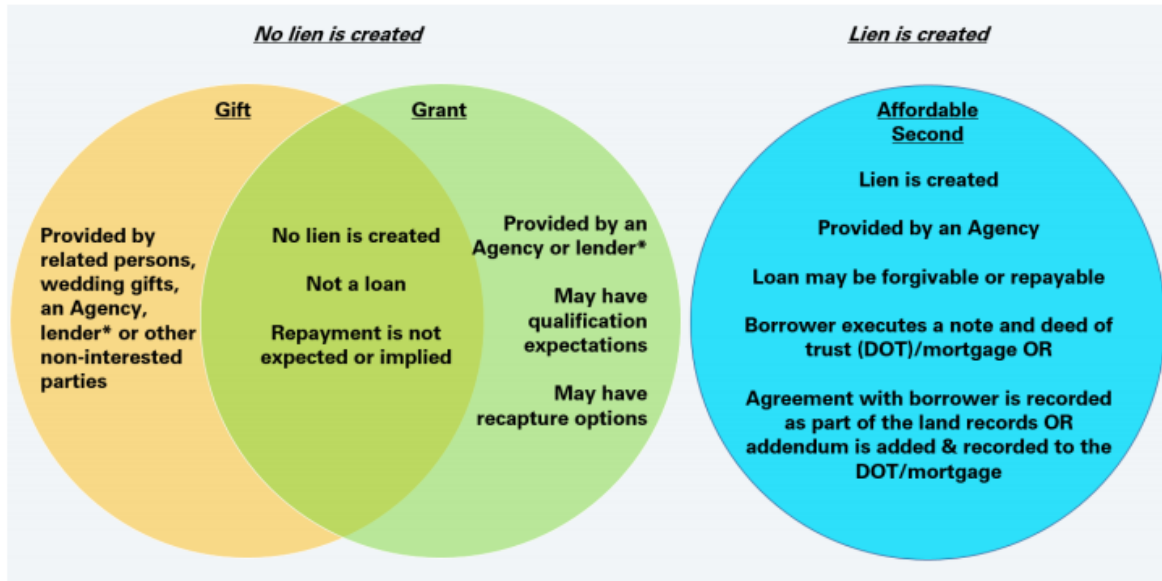 No lien is created
Lien is created
Gift
Provided by
related persons,
wedding gifts,
an Agency,
lender* or other
non-interested
parties
No lien is created
Not a loan
Repayment is not
expected or implied
Grant
Provided by an
Agency or lender*
May have
qualification
expectations
May have
recapture options
Affordable
Second
Lien is created
Provided by an Agency
Loan may be forgivable or repayable
Borrower executes a note and deed of
trust (DOT)/mortgage OR
Agreement with borrower is recorded
as part of the land records OR
addendum is added & recorded to the
DOT/mortgage